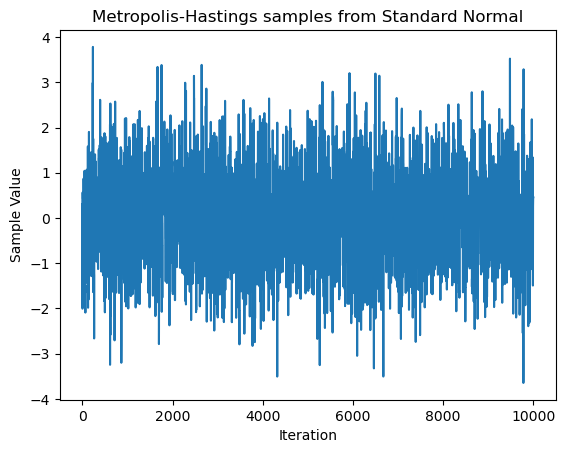 Metropolis-Hastings samples from Standard Normal
4
3
2
1
0
−1
−2
−3
−4
Sample Value
0 2000 4000 6000 8000 10000
Iteration